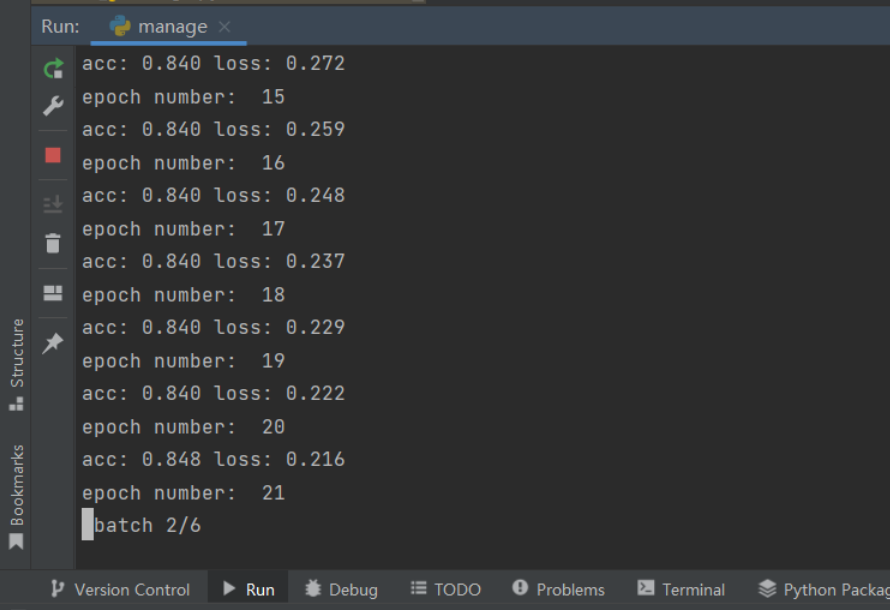 Run: manage
acc: 0.840 loss: 0.272
epoch number:  15
acc: 0.840 loss: 0.259
epoch number:  16
acc: 0.840 loss: 0.248
epoch number:  17
acc: 0.840 loss: 0.237
epoch number:  18
acc: 0.840 loss: 0.229
epoch number:  19
acc: 0.840 loss: 0.222
epoch number:  20
acc: 0.848 loss: 0.216
epoch number:  21
batch 2/6
Structure
Bookmarks
Version Control Run Debug TODO Problems Terminal Python Packag